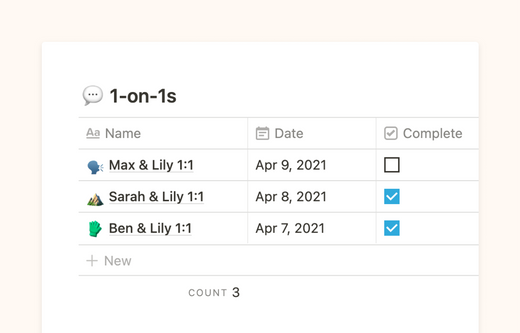 1-on-1s
Aa Name Date Complete
Max & Lily 1:1 Apr 9, 2021
Sarah & Lily 1:1 Apr 8, 2021
Ben & Lily 1:1 Apr 7, 2021
+ New
COUNT 3